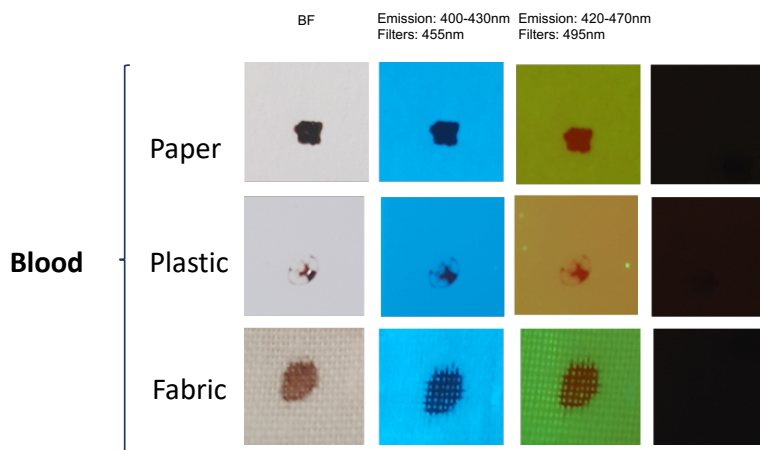 BF
Emission: 400-430nm
Filters: 455nm
Emission: 420-470nm
Filters: 495nm
Paper
Blood
Plastic
Fabric